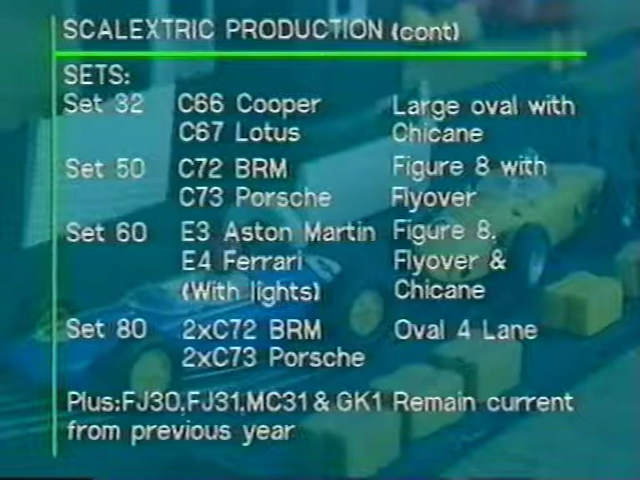 SCALEXTRIC PRODUCTION (cont)
SETS:
Set 32 C66 Cooper Large oval with
C67 Lotus Chicane
Set 50 C72 BRM Figure 8 with
C73 Porsche Flyover
Set 60 E3 Aston Martin Figure 8,
E4 Ferrari Flyover &
(With lights) Chicane
Set 80 2xC72 BRM Oval 4 Lane
2xC73 Porsche
Plus:FJ30,FJ31,MC31 & GK1 Remain current
from previous year